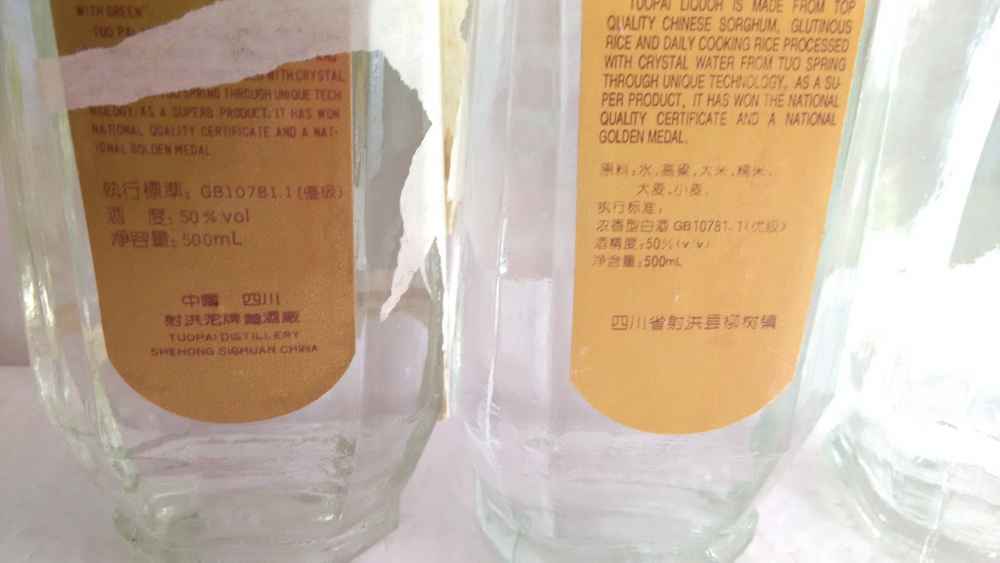 WITH GREEN"
TUO PAI
WITH CRYSTAL
SPRING THROUGH UNIQUE TECH
NOLOGY. AS A SUPERB PRODUCT, IT HAS WON
NATIONAL QUALITY CERTIFICATE AND A NAT-
IONAL GOLDEN MEDAL
执行標準: GB10781.1(優級)
酒 度: 50%vol
净容量: 500mL
中國 四川
射洪沱牌麯酒廠
TUOPAI DISTILLERY
SHEHONG SICHUAN CHINA
TUOPAI LIQUOR IS MADE FROM TOP
QUALITY CHINESE SORGHUM, GLUTINOUS
RICE AND DAILY COOKING RICE PROCESSED
WITH CRYSTAL WATER FROM TUO SPRING
THROUGH UNIQUE TECHNOLOGY. AS A SU-
PER PRODUCT, IT HAS WON THE NATIONAL
QUALITY CERTIFICATE AND A NATIONAL
GOLDEN MEDAL.
原料:水、高粱、大米、糯米、
大麦、小麦。
执行标准:
浓香型白酒 GB10781.1(优级)
酒精度:50%(v/v)
净含量:500mL
四川省射洪县柳树镇